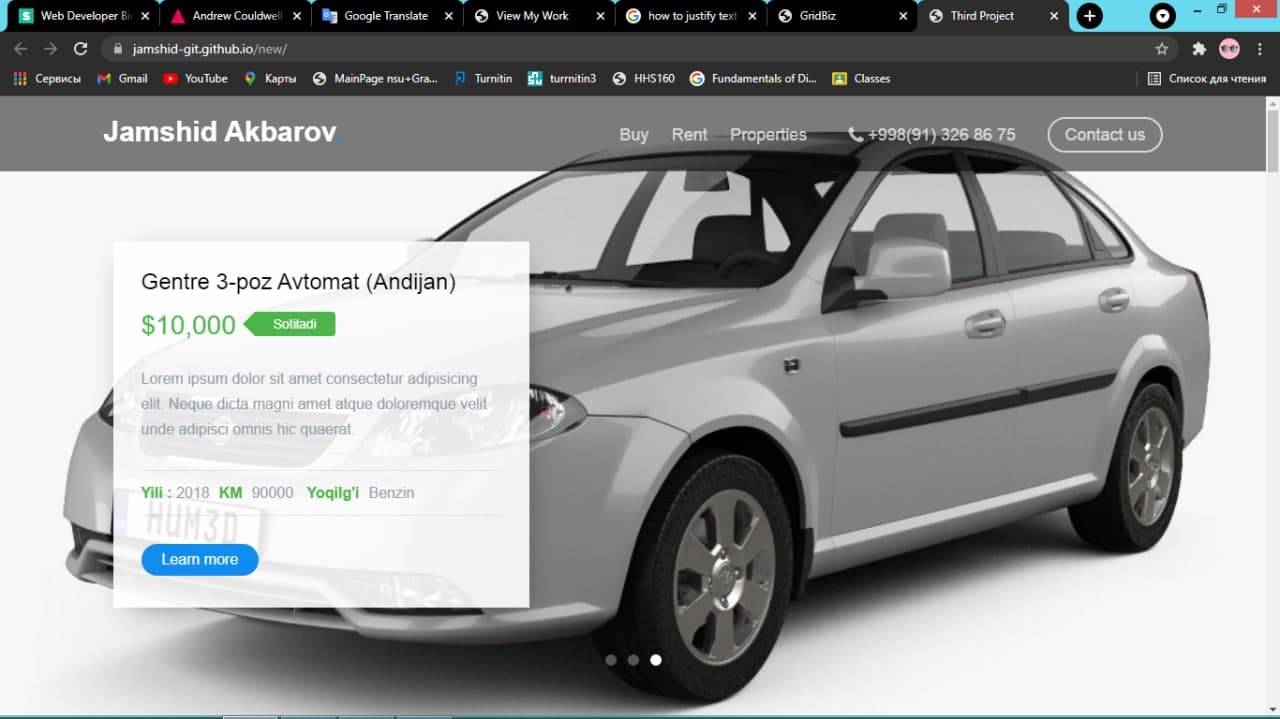 Web Developer Bi
Andrew Couldwell
Google Translate
View My Work
how to justify text
GridBiz
Third Project
jamshid-git.github.io/new/
Сервисы
Gmail
YouTube
Карты
MainPage nsu+Gra...
Turnitin
turrnitin3
HHS160
Fundamentals of Di...
Classes
Список для чтения
Jamshid Akbarov.
Buy
Rent
Properties
+998(91) 326 86 75
Contact us
Gentre 3-poz Avtomat (Andijan)
$10,000 Sotiladi
Lorem ipsum dolor sit amet consectetur adipisicing
elit. Neque dicta magni amet atque doloremque velit
unde adipisci omnis hic quaerat.
Yili : 2018 KM 90000 Yoqilg'i Benzin
HUM3D
Learn more